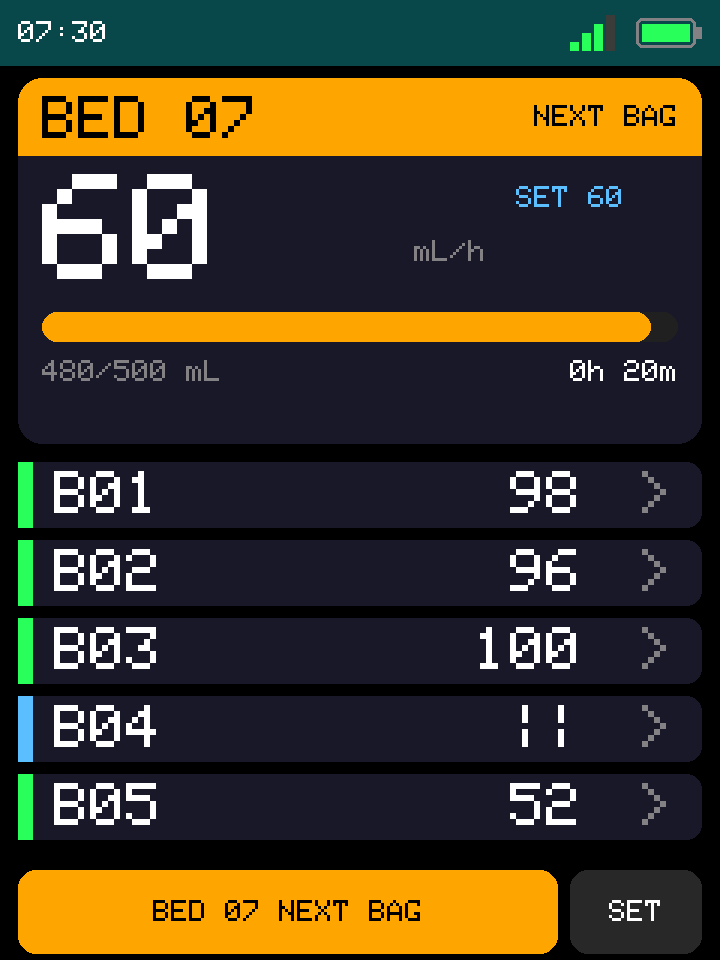 07:30
BED 07 NEXT BAG
60 SET 60
mL/h
480/500 mL 0h 20m
B01 98 >
B02 96 >
B03 100 >
B04 ¦¦ >
B05 52 >
BED 07 NEXT BAG SET